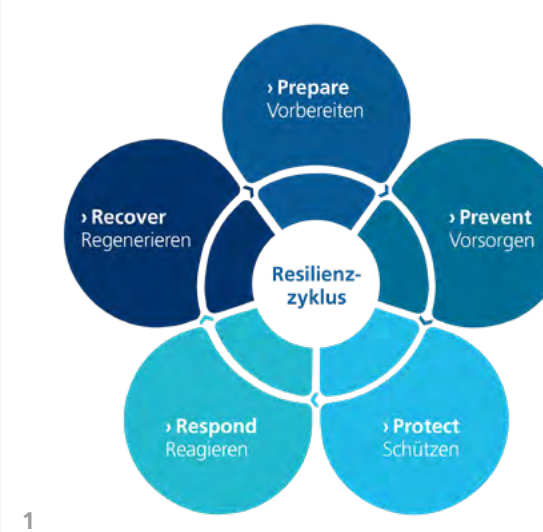 › Prepare
Vorbereiten
› Prevent
Vorsorgen
› Protect
Schützen
› Respond
Reagieren
› Recover
Regenerieren
Resilienz-
zyklus
1